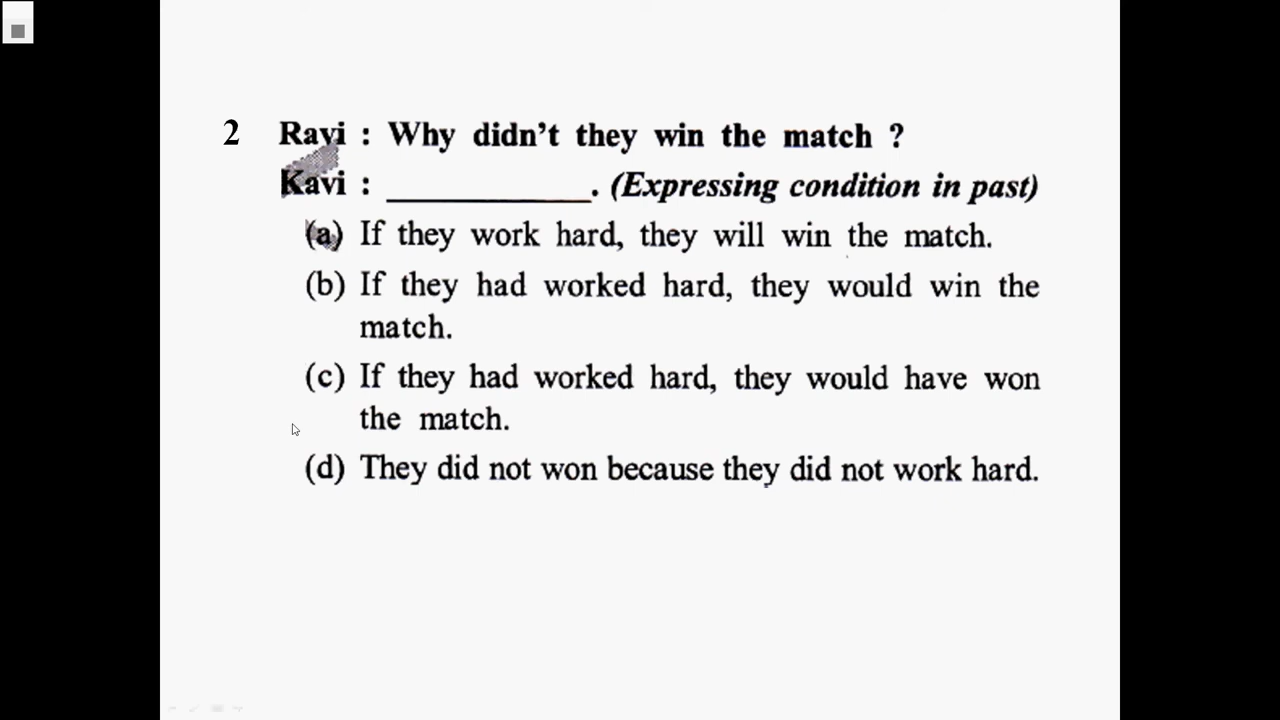 2 Ravi : Why didn't they win the match ?
Kavi : ____________. (Expressing condition in past)
(a) If they work hard, they will win the match.
(b) If they had worked hard, they would win the
match.
(c) If they had worked hard, they would have won
the match.
(d) They did not won because they did not work hard.